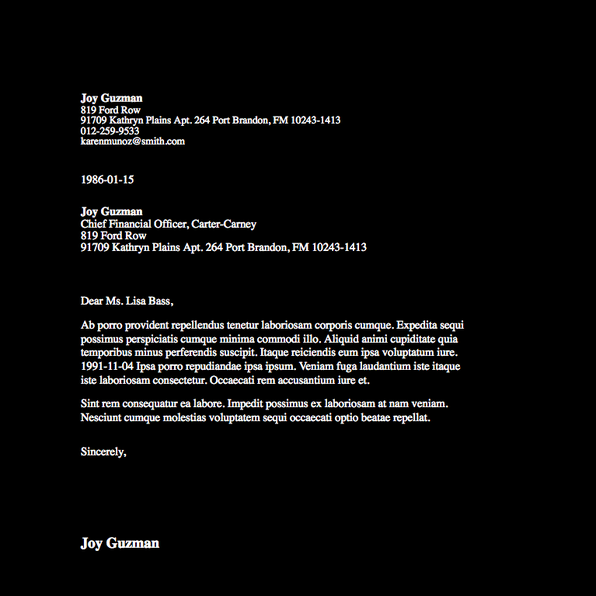 Joy Guzman
819 Ford Row
91709 Kathryn Plains Apt. 264 Port Brandon, FM 10243-1413
012-259-9533
karenmunoz@smith.com
1986-01-15
Joy Guzman
Chief Financial Officer, Carter-Carney
819 Ford Row
91709 Kathryn Plains Apt. 264 Port Brandon, FM 10243-1413
Dear Ms. Lisa Bass,
Ab porro provident repellendus tenetur laboriosam corporis cumque. Expedita sequi
possimus perspiciatis cumque minima commodi illo. Aliquid animi cupiditate quia
temporibus minus perferendis suscipit. Itaque reiciendis eum ipsa voluptatum iure.
1991-11-04 Ipsa porro repudiandae ipsa ipsum. Veniam fuga laudantium iste itaque
iste laboriosam consectetur. Occaecati rem accusantium iure et.
Sint rem consequatur ea labore. Impedit possimus ex laboriosam at nam veniam.
Nesciunt cumque molestias voluptatem sequi occaecati optio beatae repellat.
Sincerely,
Joy Guzman